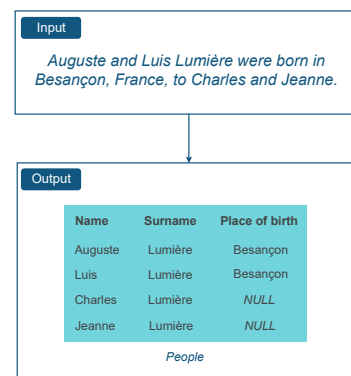 Input
Auguste and Luis Lumière were born in
Besançon, France, to Charles and Jeanne.
Output
Name Surname Place of birth
Auguste Lumière Besançon
Luis Lumière Besançon
Charles Lumière NULL
Jeanne Lumière NULL
People